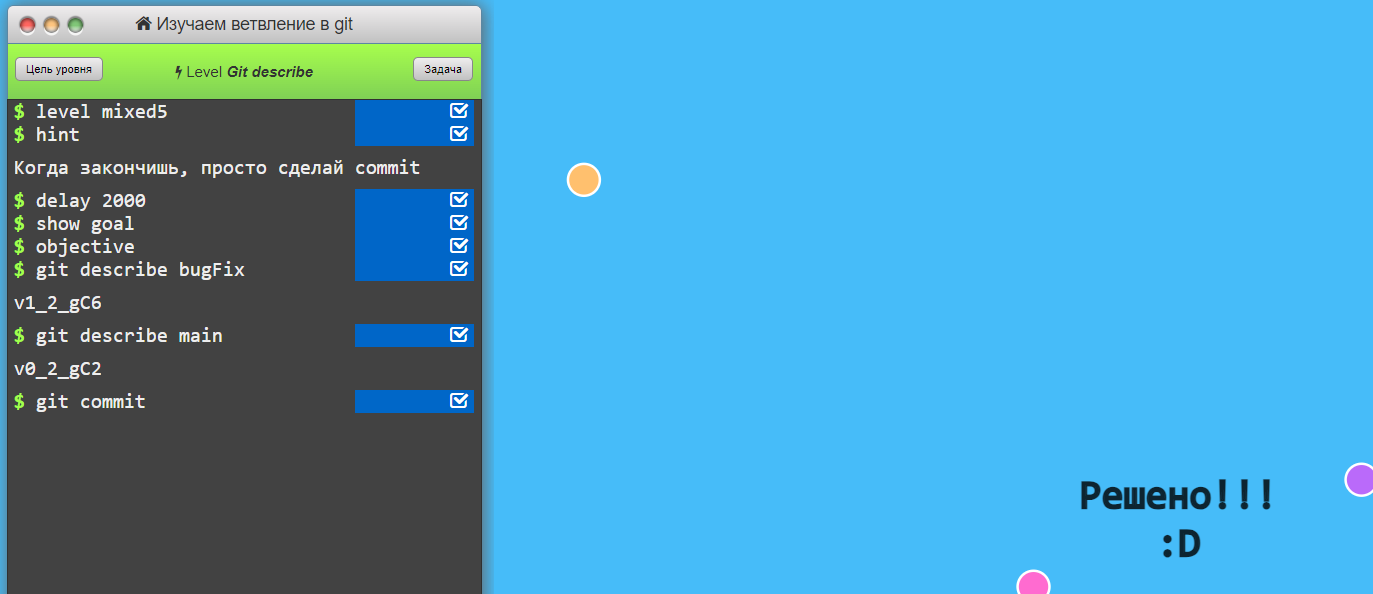 Изучаем ветвление в git
Цель уровня
Level Git describe
Задача
$ level mixed5
$ hint
Когда закончишь, просто сделай commit
$ delay 2000
$ show goal
$ objective
$ git describe bugFix
v1_2_gC6
$ git describe main
v0_2_gC2
$ git commit
Решено!!!
:D